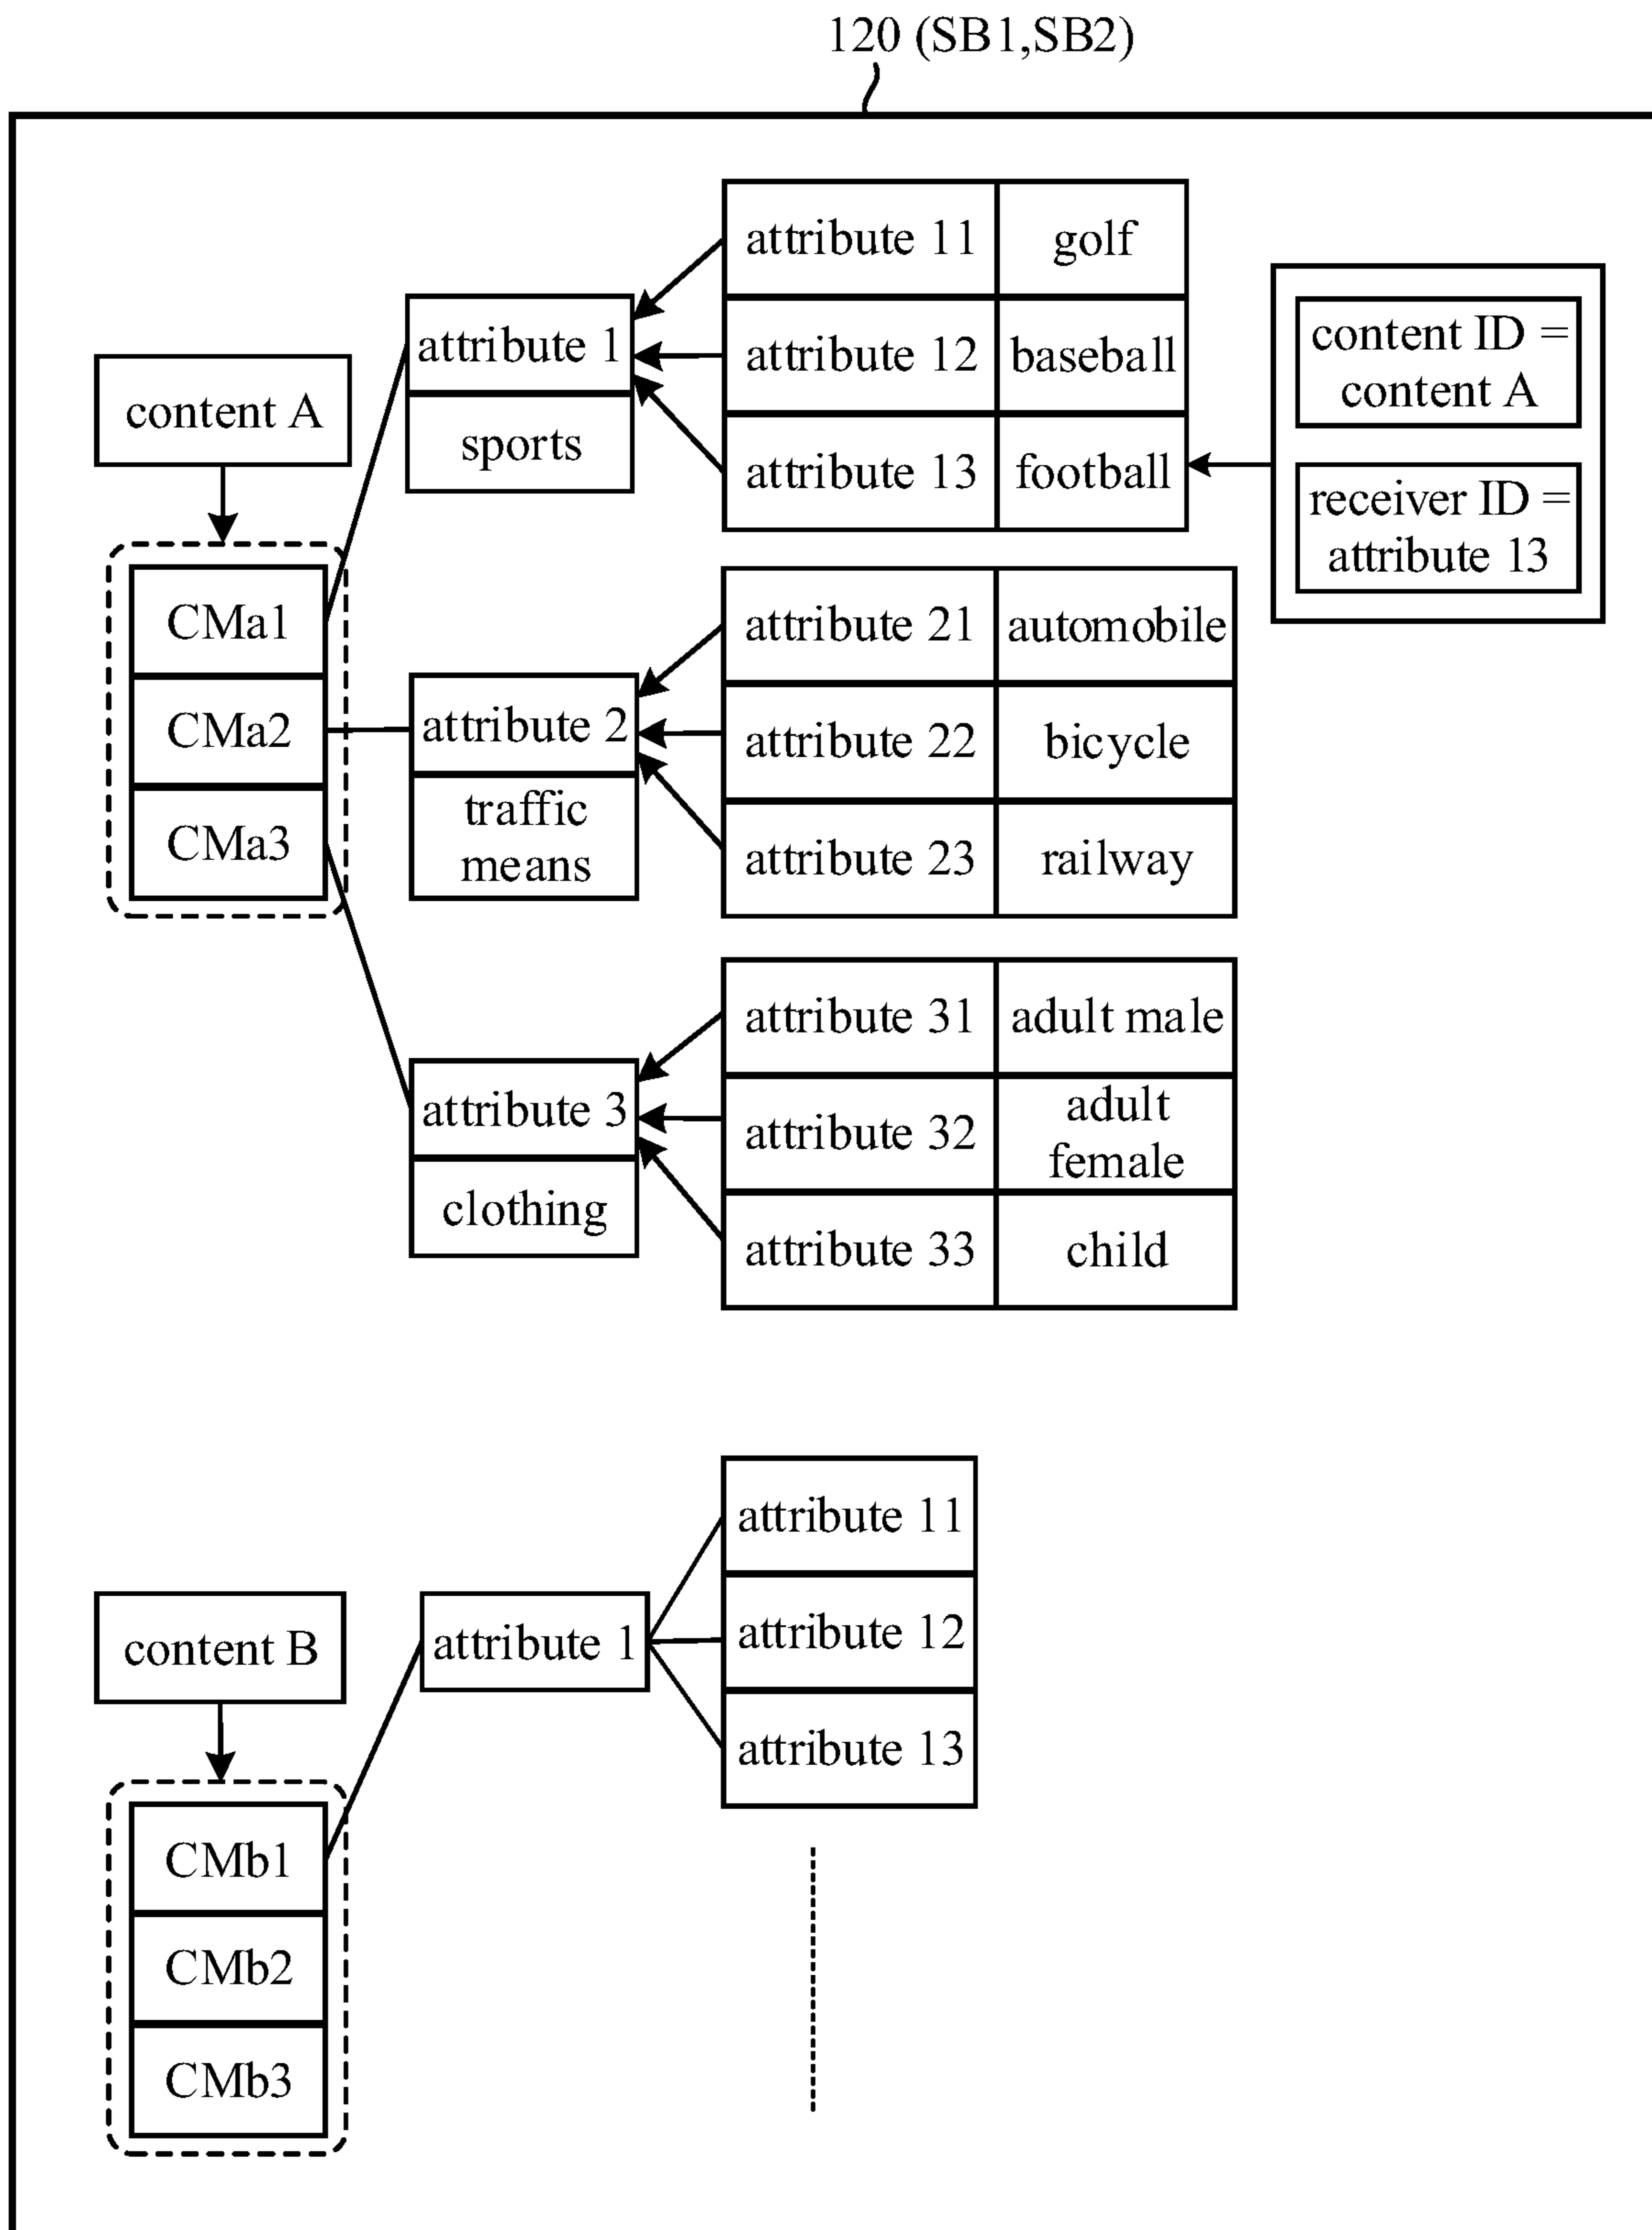 120 (SB1,SB2)
content A
CMa1
CMa2
CMa3
attribute 1
sports
attribute 11
golf
attribute 12
baseball
attribute 13
football
content ID =
content A
receiver ID =
attribute 13
attribute 2
traffic
means
attribute 21
automobile
attribute 22
bicycle
attribute 23
railway
attribute 3
clothing
attribute 31
adult male
attribute 32
adult
female
attribute 33
child
content B
CMb1
CMb2
CMb3
attribute 1
attribute 11
attribute 12
attribute 13